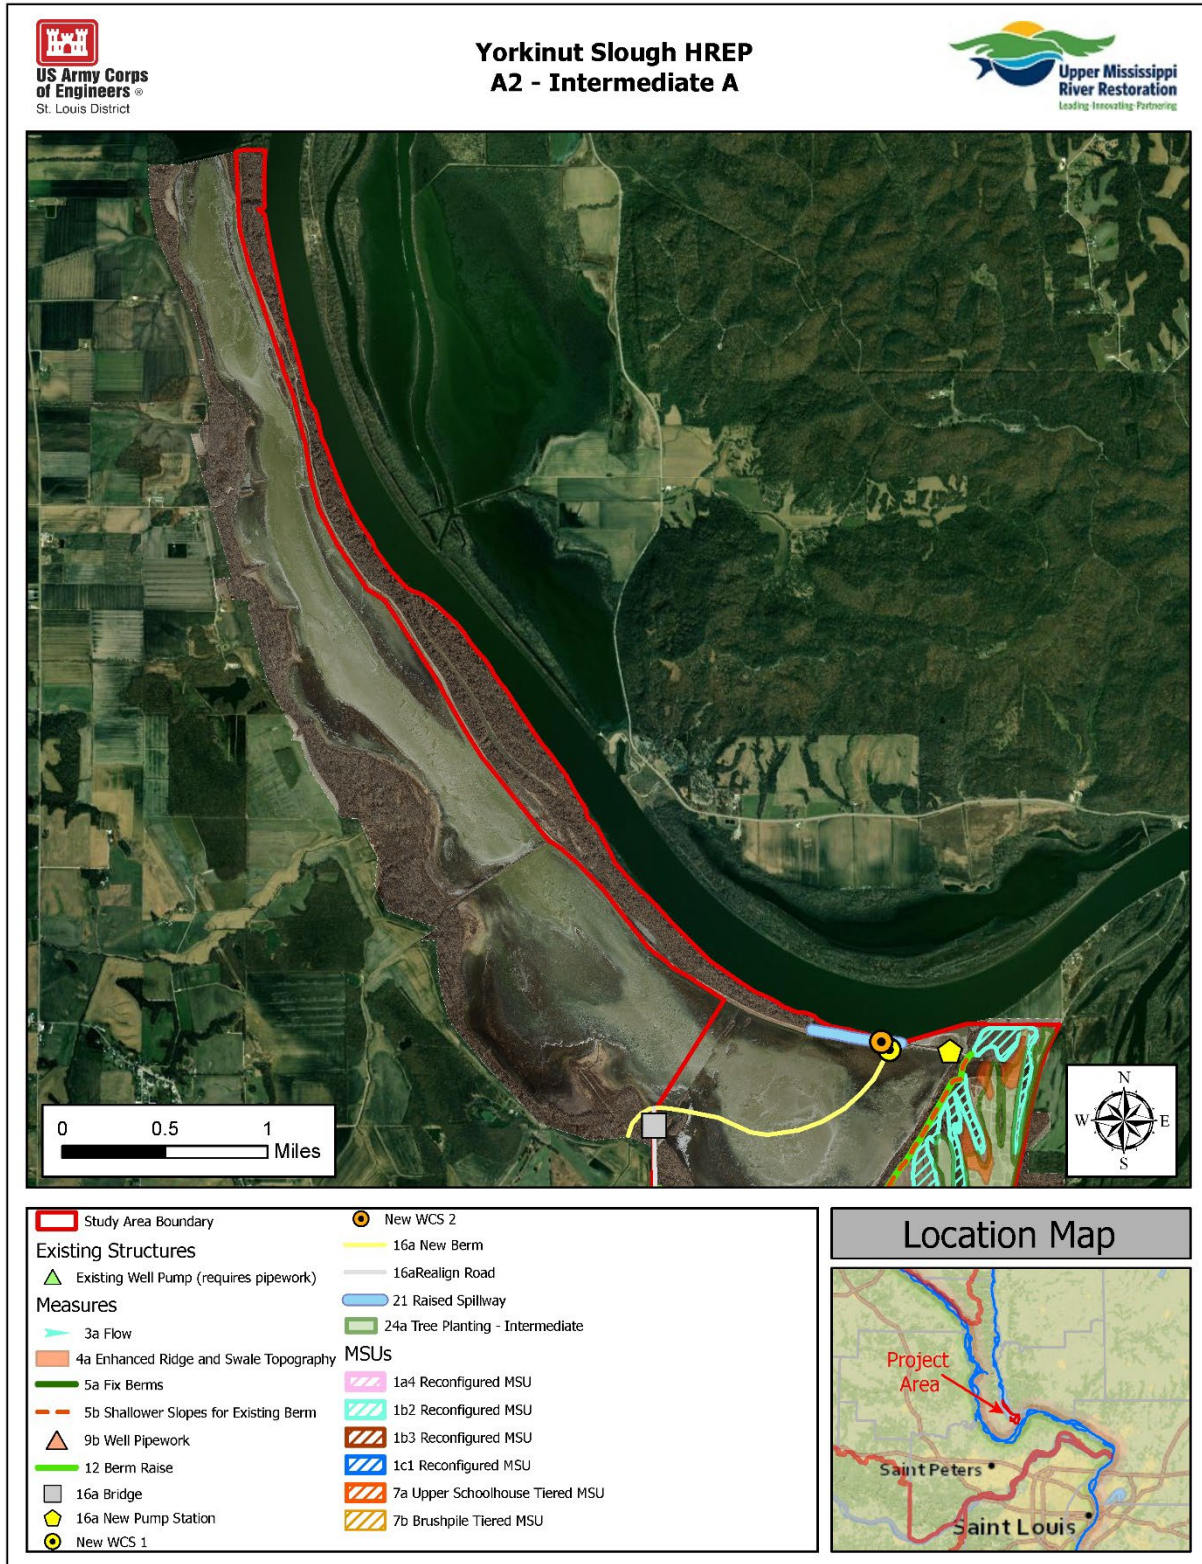 US Army Corps
of Engineers ®
St. Louis District
Yorkinut Slough HREP
A2 - Intermediate A
Upper Mississippi
River Restoration
Leading-Innovating-Partnering
0 0.5 1
Miles
N
W E
S
Study Area Boundary
Existing Structures
Existing Well Pump (requires pipework)
Measures
3a Flow
4a Enhanced Ridge and Swale Topography
5a Fix Berms
5b Shallower Slopes for Existing Berm
9b Well Pipework
12 Berm Raise
16a Bridge
16a New Pump Station
New WCS 1
New WCS 2
16a New Berm
16aRealign Road
21 Raised Spillway
24a Tree Planting - Intermediate
MSUs
1a4 Reconfigured MSU
1b2 Reconfigured MSU
1b3 Reconfigured MSU
1c1 Reconfigured MSU
7a Upper Schoolhouse Tiered MSU
7b Brushpile Tiered MSU
Location Map
Project
Area
Saint Peters
Saint Louis